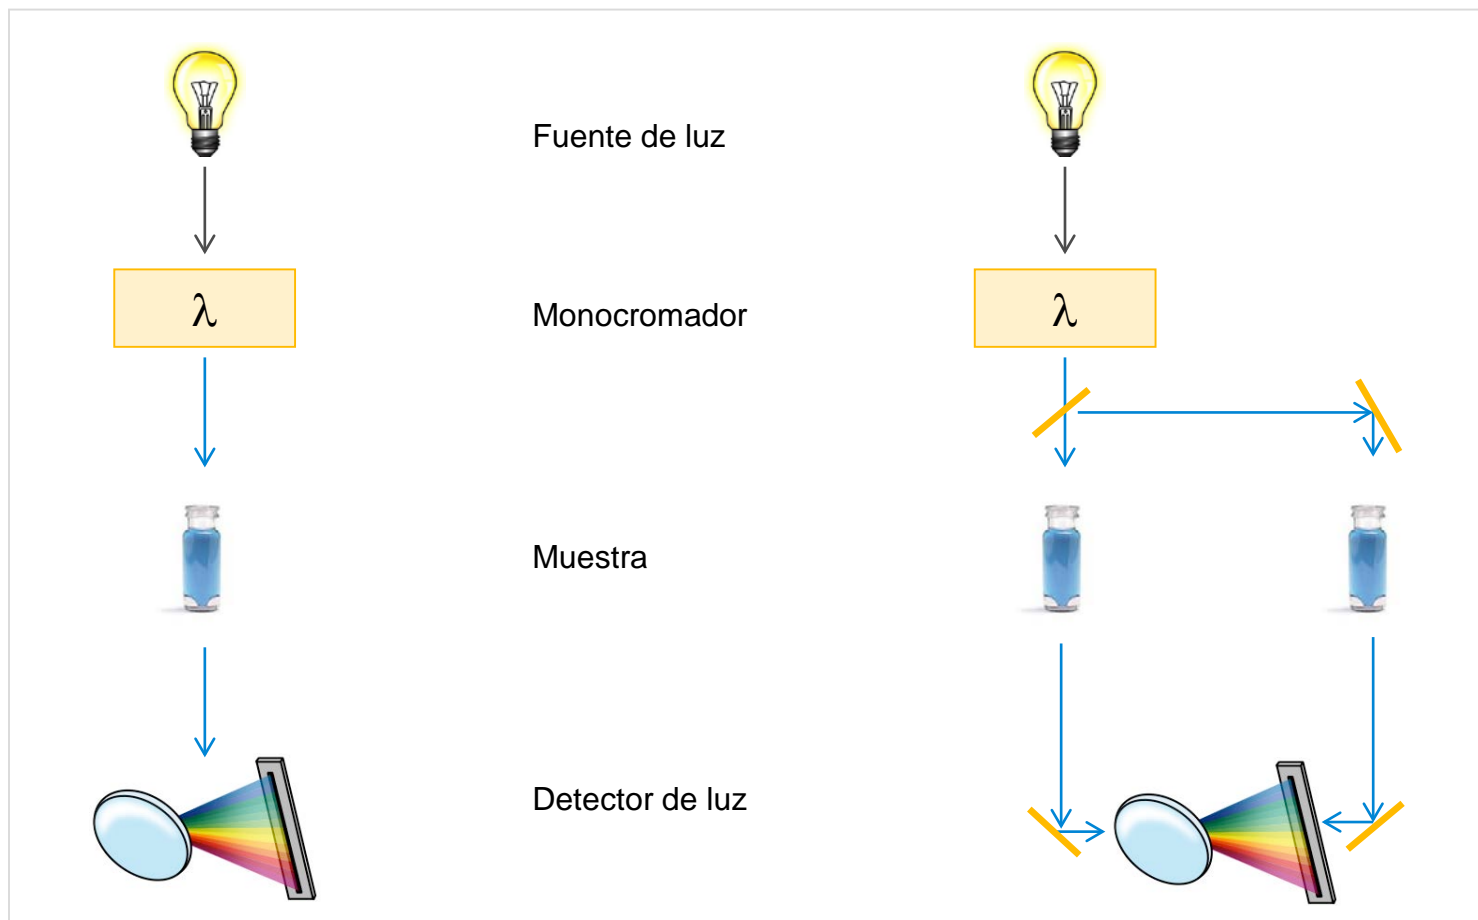 Fuente de luz
λ
Monocromador
λ
Muestra
Detector de luz